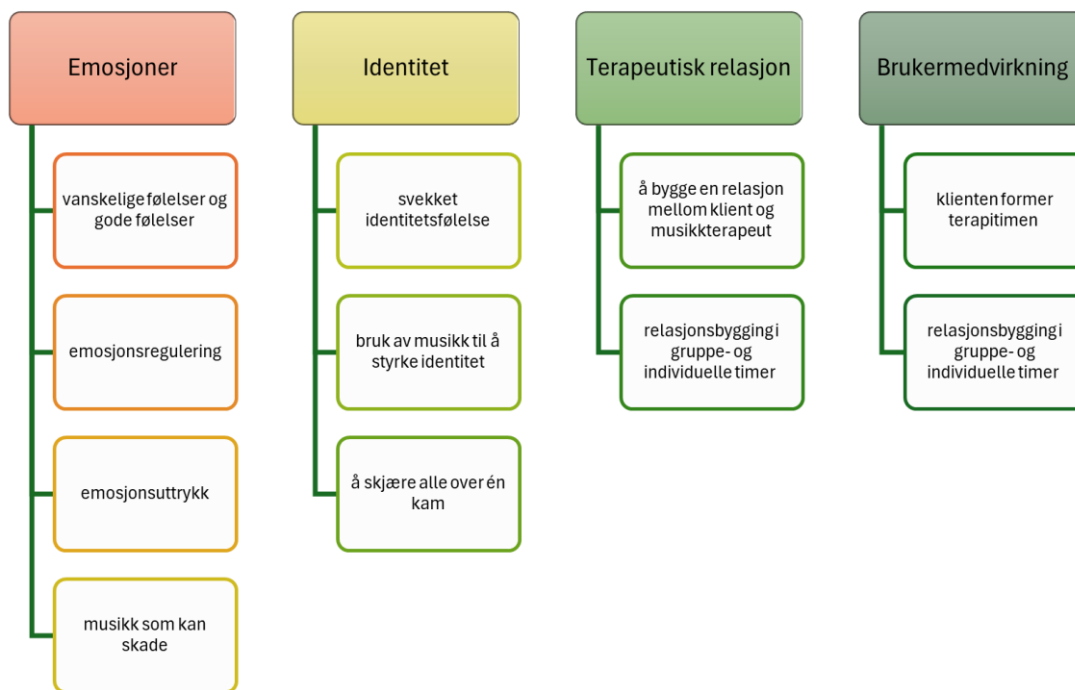 Emosjoner
vanskelige følelser og
gode følelser
emosjonsregulering
emosjonsuttrykk
musikk som kan
skade
Identitet
svekket
identitetsfølelse
bruk av musikk til å
styrke identitet
å skjære alle over én
kam
Terapeutisk relasjon
å bygge en relasjon
mellom klient og
musikkterapeut
relasjonsbygging i
gruppe- og
individuelle timer
Brukermedvirkning
klienten former
terapitimen
relasjonsbygging i
gruppe- og
individuelle timer